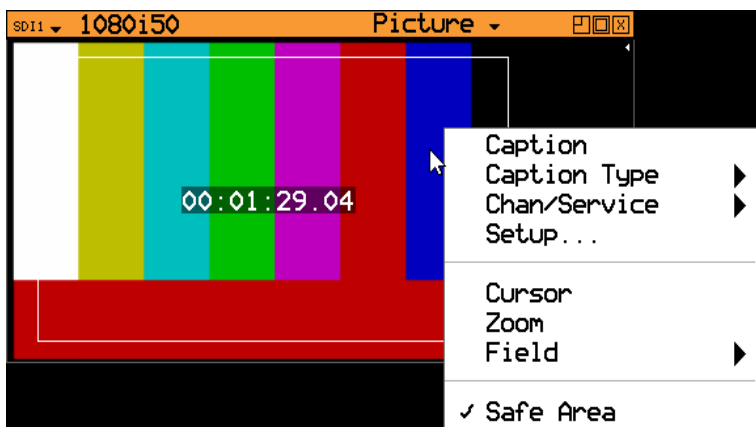 SDI1 1080i50 Picture
00:01:29.04
Caption
Caption Type
Chan/Service
Setup...
Cursor
Zoom
Field
✓ Safe Area